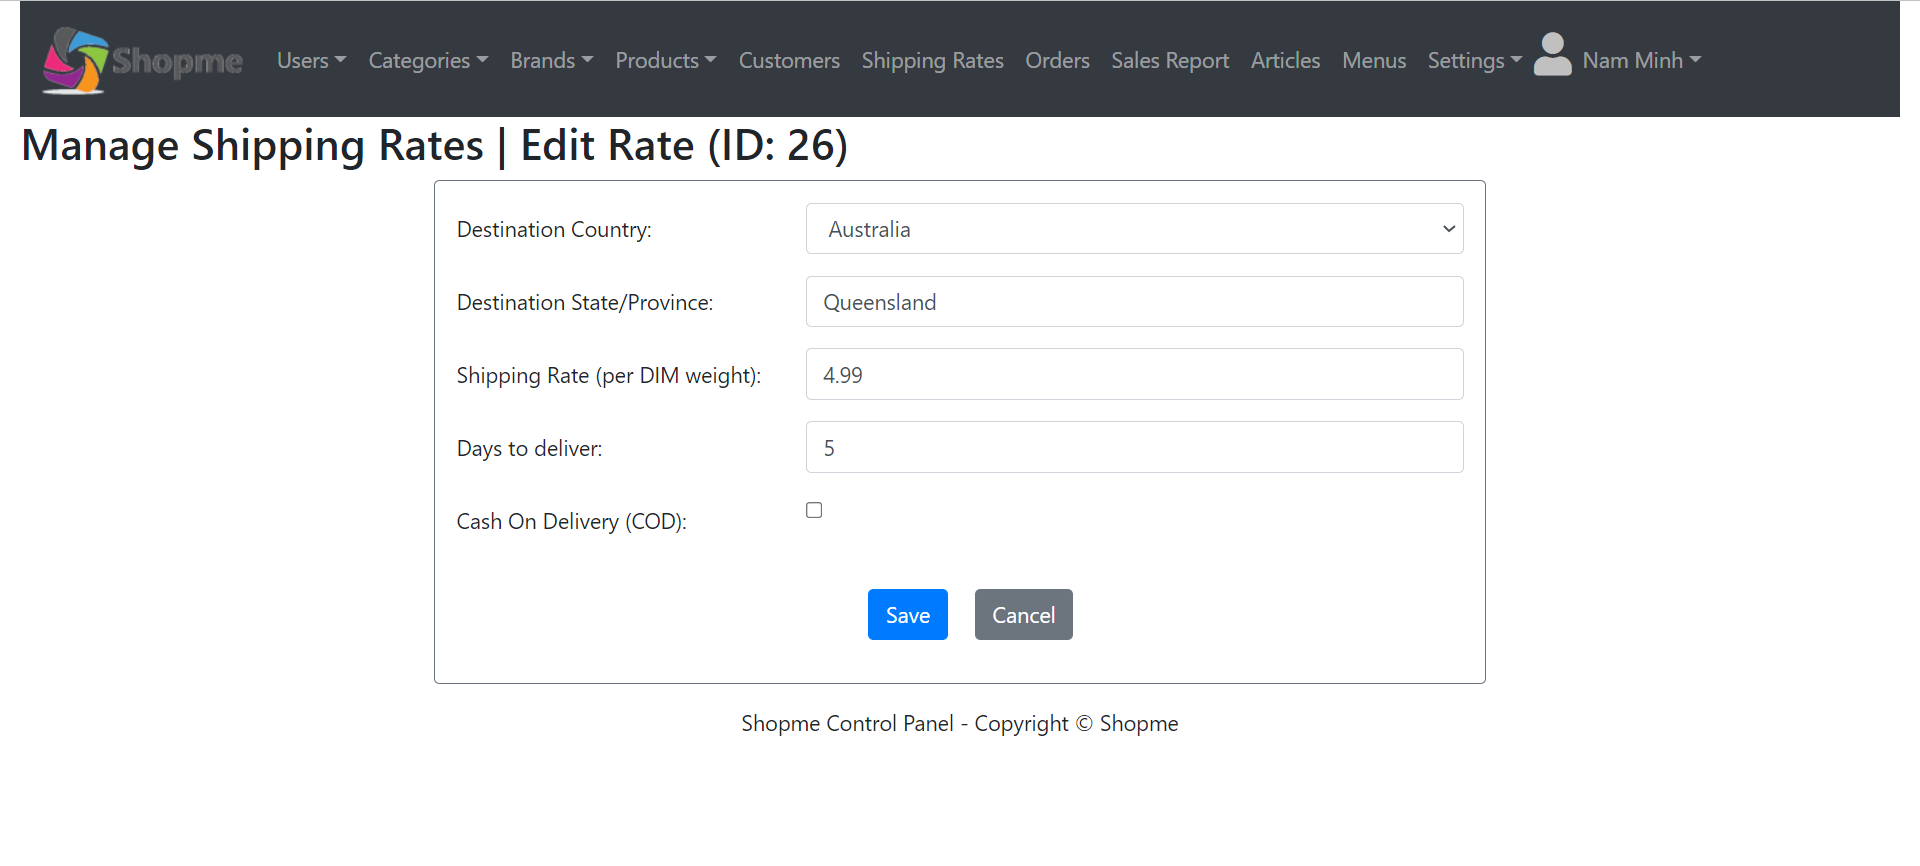 Shopme Users Categories Brands Products Customers Shipping Rates Orders Sales Report Articles Menus Settings Nam Minh
Manage Shipping Rates | Edit Rate (ID: 26)
Destination Country: Australia
Destination State/Province: Queensland
Shipping Rate (per DIM weight): 4.99
Days to deliver: 5
Cash On Delivery (COD):
Save Cancel
Shopme Control Panel - Copyright © Shopme